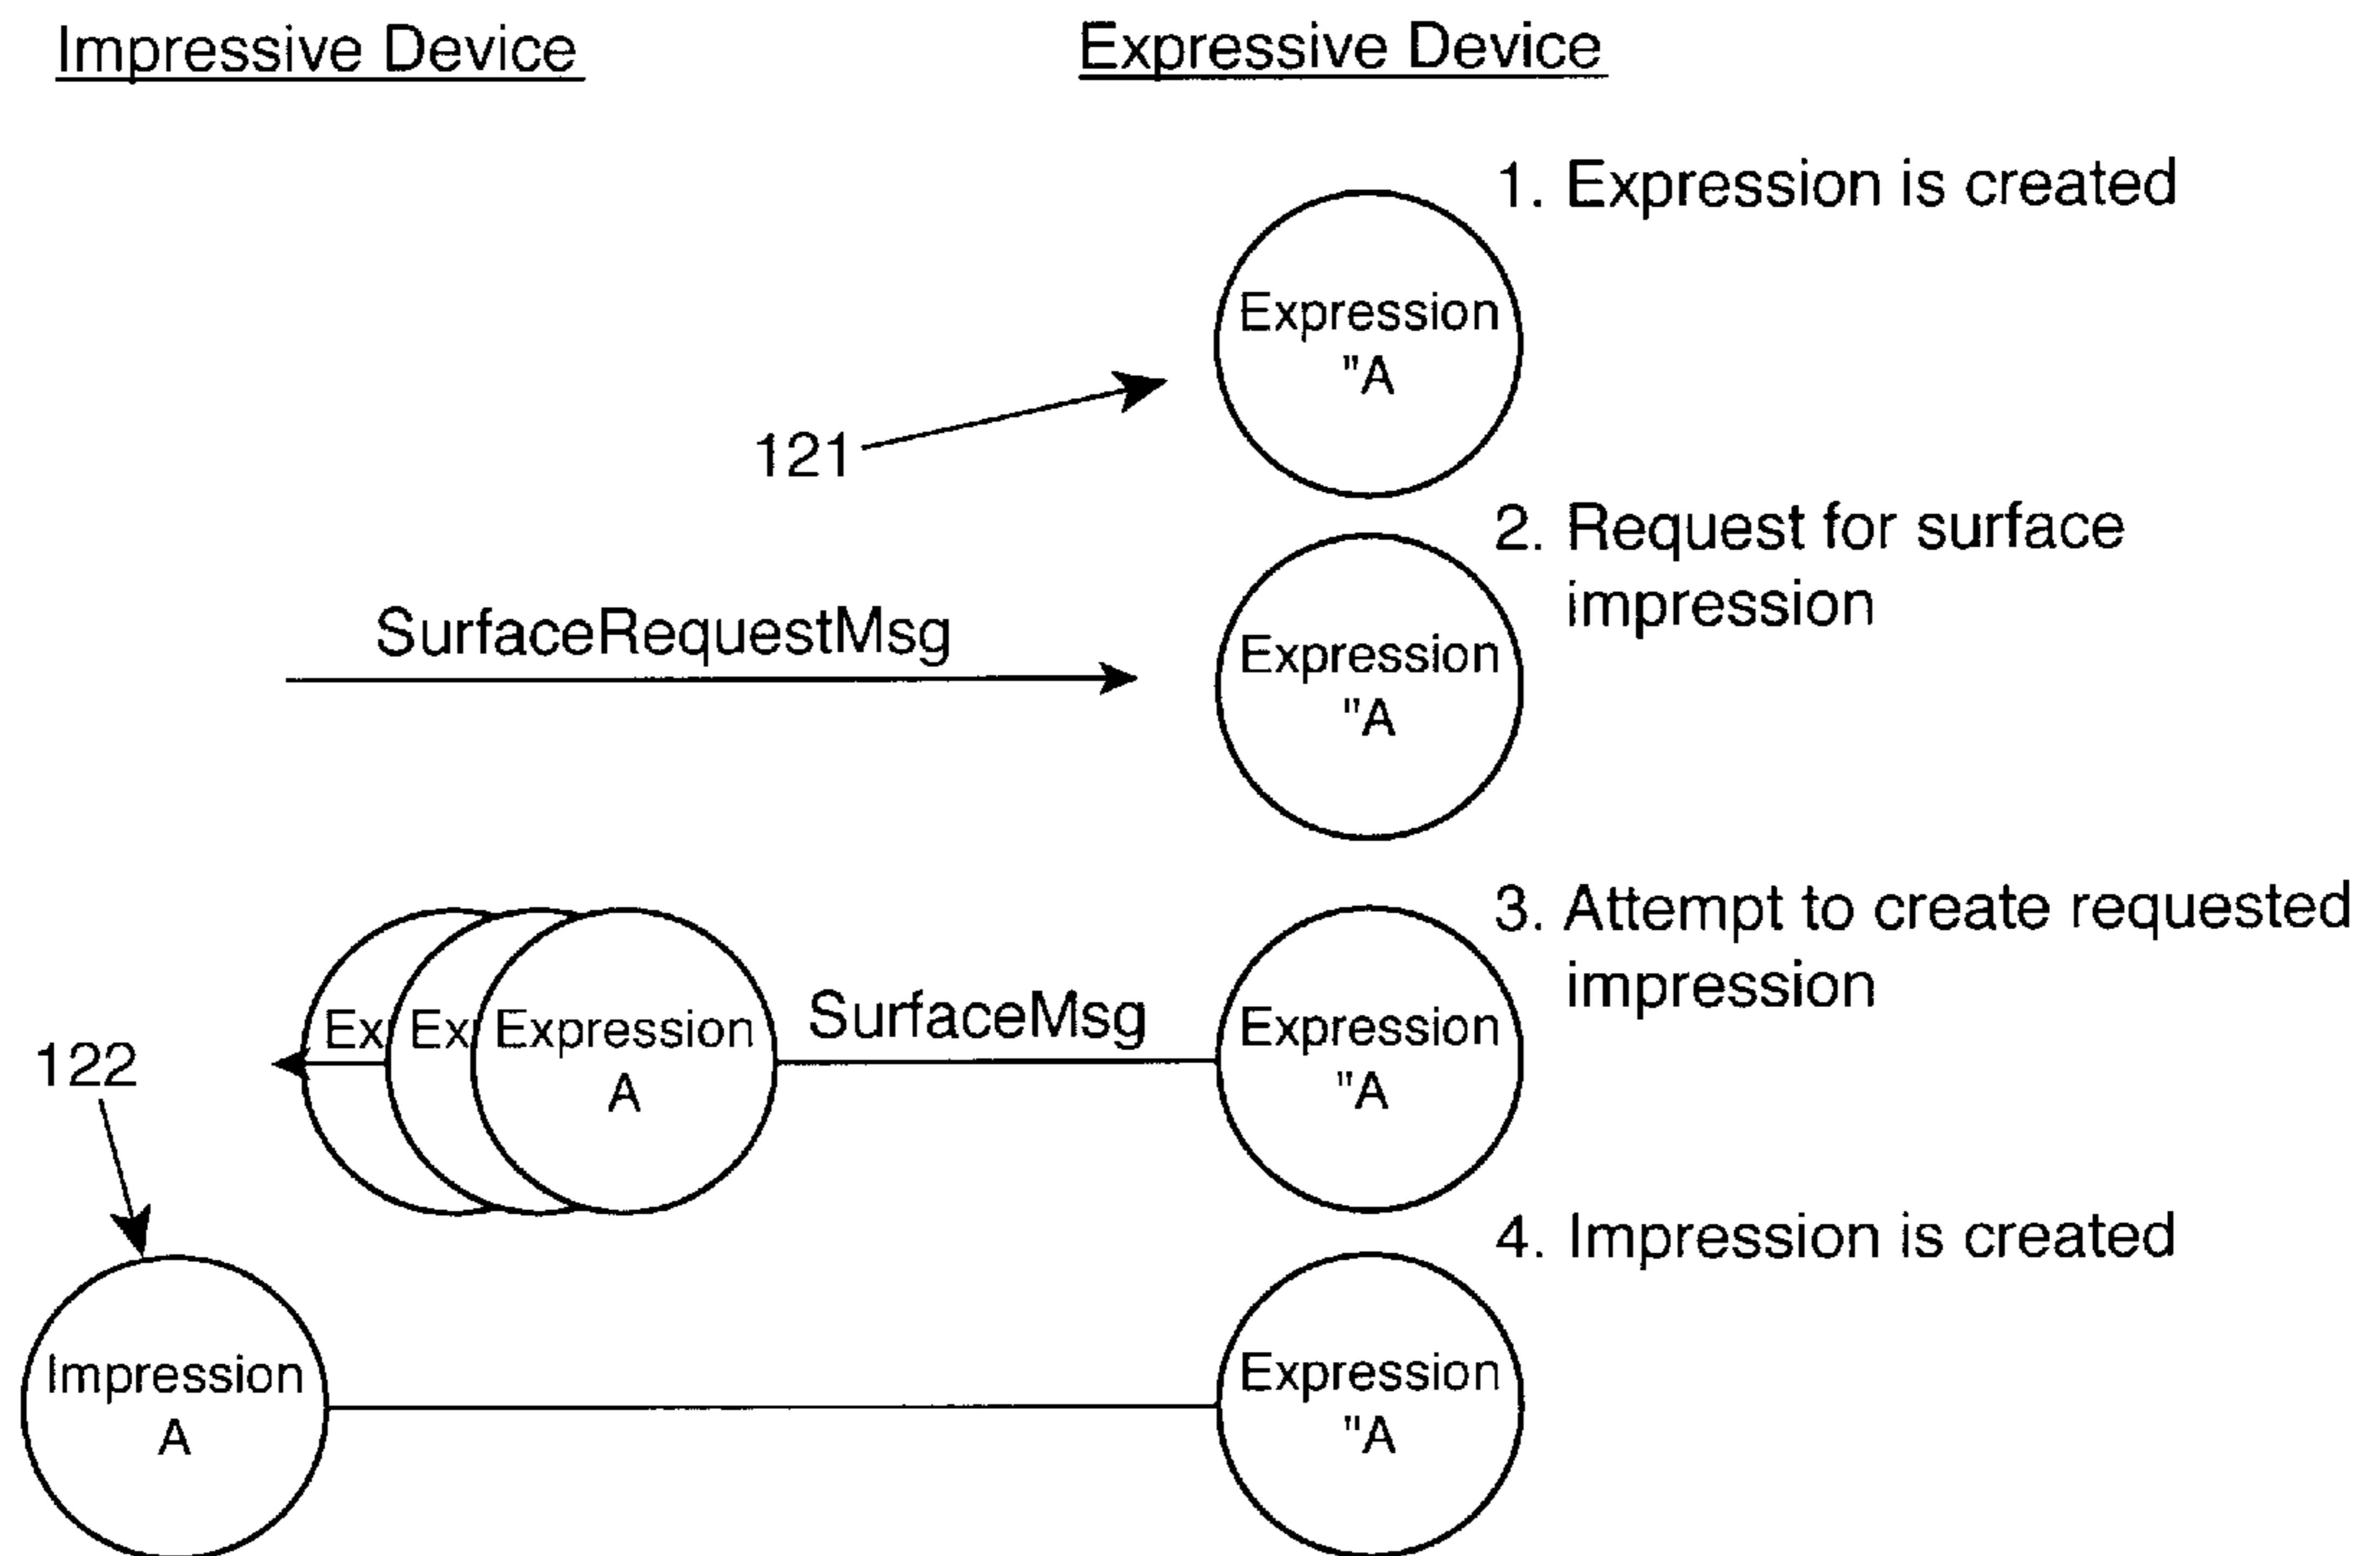 Impressive Device
Expressive Device
1. Expression is created
Expression
"A
121
2. Request for surface
impression
SurfaceRequestMsg
Expression
"A
3. Attempt to create requested
impression
Ex Ex Expression
A
SurfaceMsg
Expression
"A
122
4. Impression is created
Impression
A
Expression
"A